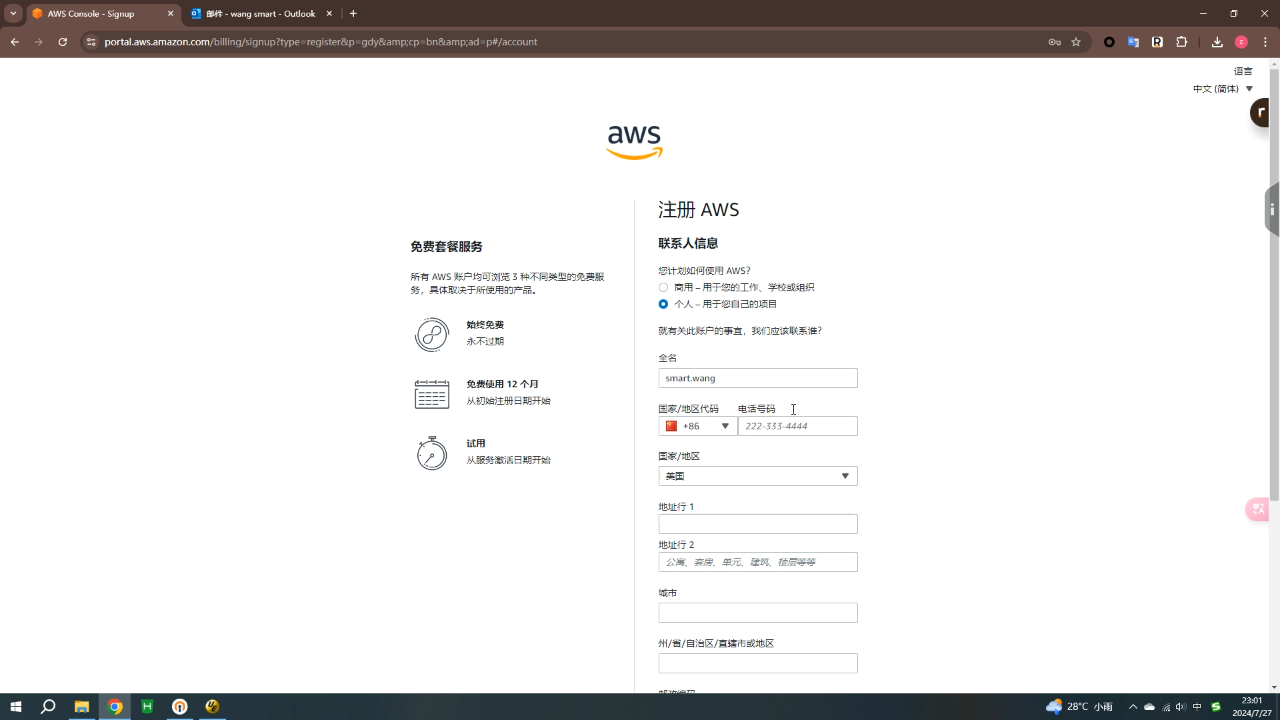 AWS Console - Signup
邮件 - wang smart - Outlook
portal.aws.amazon.com/billing/signup?type=register&p=gdy&amp;cp=bn&amp;ad=p#/account
语言
中文 (简体)
aws
注册 AWS
免费套餐服务
所有 AWS 账户均可浏览 3 种不同类型的免费服
务，具体取决于所使用的产品。
始终免费
永不过期
免费使用 12 个月
从初始注册日期开始
试用
从服务激活日期开始
联系人信息
您计划如何使用 AWS?
商用 – 用于您的工作、学校或组织
个人 – 用于您自己的项目
就有关此账户的事宜，我们应该联系谁?
全名
smart.wang
国家/地区代码 电话号码
+86 222-333-4444
国家/地区
美国
地址行 1
地址行 2
公寓、套房、单元、建筑、楼层等等
城市
州/省/自治区/直辖市或地区
邮政编码
28°C 小雨
中
23:01
2024/7/27